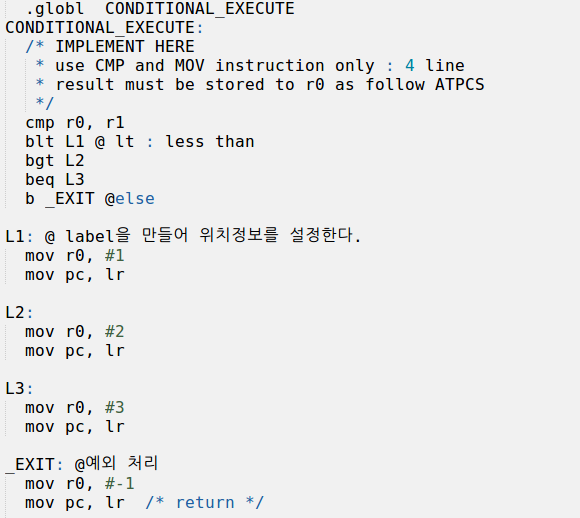 .globl  CONDITIONAL_EXECUTE
CONDITIONAL_EXECUTE:
  /* IMPLEMENT HERE
   * use CMP and MOV instruction only : 4 line
   * result must be stored to r0 as follow ATPCS
   */
  cmp r0, r1
  blt L1 @ lt : less than
  bgt L2
  beq L3
  b _EXIT @else

L1: @ label을 만들어 위치정보를 설정한다.
  mov r0, #1
  mov pc, lr

L2:
  mov r0, #2
  mov pc, lr

L3:
  mov r0, #3
  mov pc, lr

_EXIT: @예외 처리
  mov r0, #-1
  mov pc, lr  /* return */